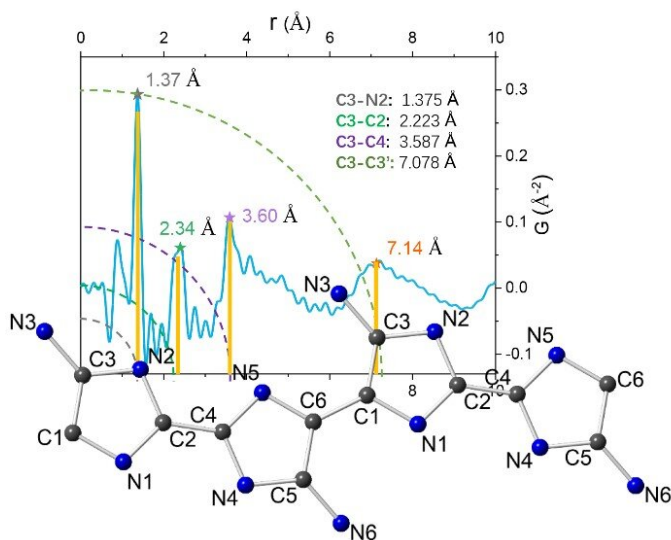 r (Å)
0 2 4 6 8 10
1.37 Å
C3-N2: 1.375 Å
C3-C2: 2.223 Å
C3-C4: 3.587 Å
C3-C3': 7.078 Å
0.3
0.2
0.1
0.0
-0.1
G (Å⁻²)
2.34 Å
3.60 Å
7.14 Å
N3
C3
N2
N3
C3
N2
N5
C4
C6
N5
8
C1
N1
C2
C4
N4
C5
C6
N6
C1
N1
C2
N4
C5
N6